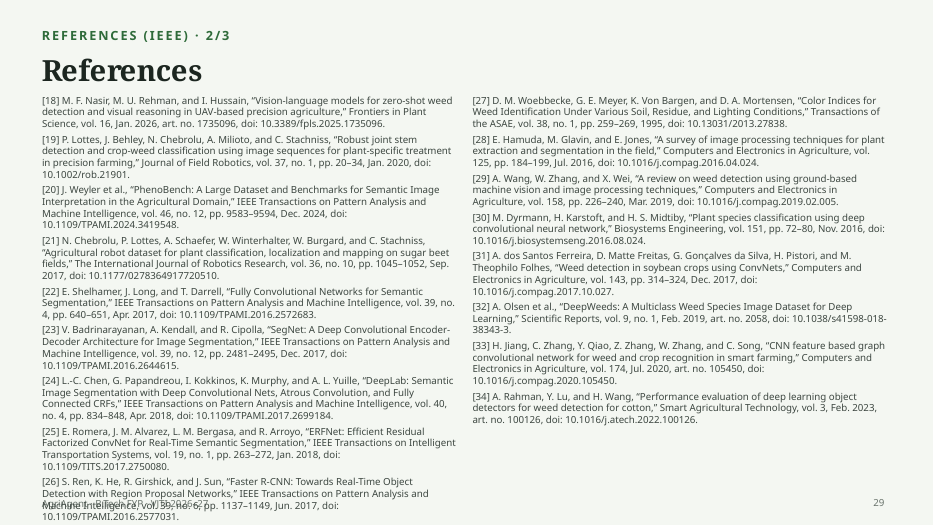 REFERENCES (IEEE) · 2/3
References
[18] M. F. Nasir, M. U. Rehman, and I. Hussain, “Vision-language models for zero-shot weed
detection and visual reasoning in UAV-based precision agriculture,” Frontiers in Plant
Science, vol. 16, Jan. 2026, art. no. 1735096, doi: 10.3389/fpls.2025.1735096.
[19] P. Lottes, J. Behley, N. Chebrolu, A. Milioto, and C. Stachniss, “Robust joint stem
detection and crop-weed classification using image sequences for plant-specific treatment
in precision farming,” Journal of Field Robotics, vol. 37, no. 1, pp. 20–34, Jan. 2020, doi:
10.1002/rob.21901.
[20] J. Weyler et al., “PhenoBench: A Large Dataset and Benchmarks for Semantic Image
Interpretation in the Agricultural Domain,” IEEE Transactions on Pattern Analysis and
Machine Intelligence, vol. 46, no. 12, pp. 9583–9594, Dec. 2024, doi:
10.1109/TPAMI.2024.3419548.
[21] N. Chebrolu, P. Lottes, A. Schaefer, W. Winterhalter, W. Burgard, and C. Stachniss,
“Agricultural robot dataset for plant classification, localization and mapping on sugar beet
fields,” The International Journal of Robotics Research, vol. 36, no. 10, pp. 1045–1052, Sep.
2017, doi: 10.1177/0278364917720510.
[22] E. Shelhamer, J. Long, and T. Darrell, “Fully Convolutional Networks for Semantic
Segmentation,” IEEE Transactions on Pattern Analysis and Machine Intelligence, vol. 39, no.
4, pp. 640–651, Apr. 2017, doi: 10.1109/TPAMI.2016.2572683.
[23] V. Badrinarayanan, A. Kendall, and R. Cipolla, “SegNet: A Deep Convolutional Encoder-
Decoder Architecture for Image Segmentation,” IEEE Transactions on Pattern Analysis and
Machine Intelligence, vol. 39, no. 12, pp. 2481–2495, Dec. 2017, doi:
10.1109/TPAMI.2016.2644615.
[24] L.-C. Chen, G. Papandreou, I. Kokkinos, K. Murphy, and A. L. Yuille, “DeepLab: Semantic
Image Segmentation with Deep Convolutional Nets, Atrous Convolution, and Fully
Connected CRFs,” IEEE Transactions on Pattern Analysis and Machine Intelligence, vol. 40,
no. 4, pp. 834–848, Apr. 2018, doi: 10.1109/TPAMI.2017.2699184.
[25] E. Romera, J. M. Alvarez, L. M. Bergasa, and R. Arroyo, “ERFNet: Efficient Residual
Factorized ConvNet for Real-Time Semantic Segmentation,” IEEE Transactions on Intelligent
Transportation Systems, vol. 19, no. 1, pp. 263–272, Jan. 2018, doi:
10.1109/TITS.2017.2750080.
[26] S. Ren, K. He, R. Girshick, and J. Sun, “Faster R-CNN: Towards Real-Time Object
Detection with Region Proposal Networks,” IEEE Transactions on Pattern Analysis and
Machine Intelligence, vol. 39, no. 6, pp. 1137–1149, Jun. 2017, doi:
10.1109/TPAMI.2016.2577031.
[27] D. M. Woebbecke, G. E. Meyer, K. Von Bargen, and D. A. Mortensen, “Color Indices for
Weed Identification Under Various Soil, Residue, and Lighting Conditions,” Transactions of
the ASAE, vol. 38, no. 1, pp. 259–269, 1995, doi: 10.13031/2013.27838.
[28] E. Hamuda, M. Glavin, and E. Jones, “A survey of image processing techniques for plant
extraction and segmentation in the field,” Computers and Electronics in Agriculture, vol.
125, pp. 184–199, Jul. 2016, doi: 10.1016/j.compag.2016.04.024.
[29] A. Wang, W. Zhang, and X. Wei, “A review on weed detection using ground-based
machine vision and image processing techniques,” Computers and Electronics in
Agriculture, vol. 158, pp. 226–240, Mar. 2019, doi: 10.1016/j.compag.2019.02.005.
[30] M. Dyrmann, H. Karstoft, and H. S. Midtiby, “Plant species classification using deep
convolutional neural network,” Biosystems Engineering, vol. 151, pp. 72–80, Nov. 2016, doi:
10.1016/j.biosystemseng.2016.08.024.
[31] A. dos Santos Ferreira, D. Matte Freitas, G. Gonçalves da Silva, H. Pistori, and M.
Theophilo Folhes, “Weed detection in soybean crops using ConvNets,” Computers and
Electronics in Agriculture, vol. 143, pp. 314–324, Dec. 2017, doi:
10.1016/j.compag.2017.10.027.
[32] A. Olsen et al., “DeepWeeds: A Multiclass Weed Species Image Dataset for Deep
Learning,” Scientific Reports, vol. 9, no. 1, Feb. 2019, art. no. 2058, doi: 10.1038/s41598-018-
38343-3.
[33] H. Jiang, C. Zhang, Y. Qiao, Z. Zhang, W. Zhang, and C. Song, “CNN feature based graph
convolutional network for weed and crop recognition in smart farming,” Computers and
Electronics in Agriculture, vol. 174, Jul. 2020, art. no. 105450, doi:
10.1016/j.compag.2020.105450.
[34] A. Rahman, Y. Lu, and H. Wang, “Performance evaluation of deep learning object
detectors for weed detection for cotton,” Smart Agricultural Technology, vol. 3, Feb. 2023,
art. no. 100126, doi: 10.1016/j.atech.2022.100126.
29